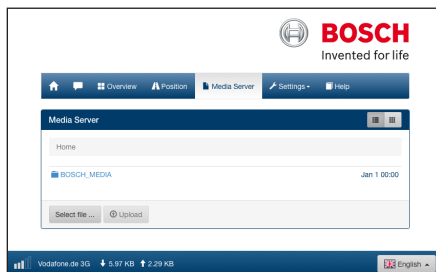 BOSCH
Invented for life
Overview Position Media Server Settings Help
Media Server
Home
BOSCH_MEDIA Jan 1 00:00
Select file ... Upload
Vodafone.de 3G 5.97 KB 2.29 KB English